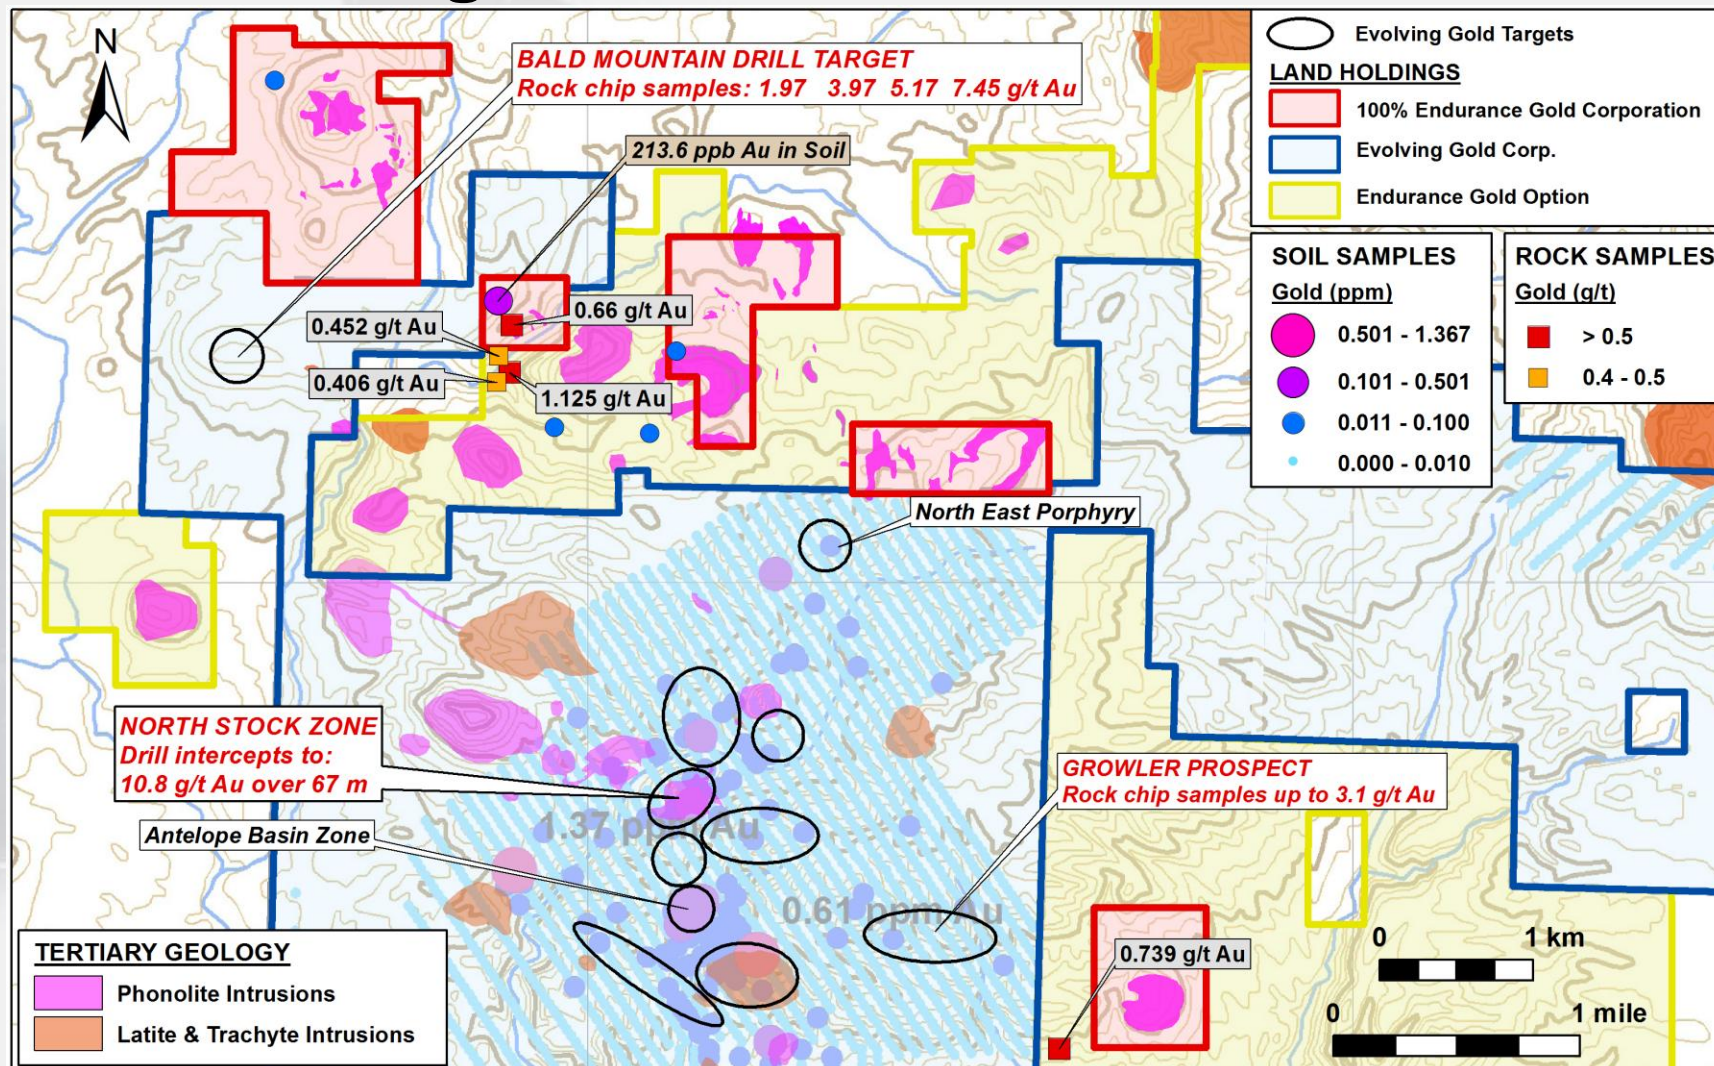 N
BALD MOUNTAIN DRILL TARGET
Rock chip samples: 1.97 3.97 5.17 7.45 g/t Au
213.6 ppb Au in Soil
0.66 g/t Au
0.452 g/t Au
0.406 g/t Au
1.125 g/t Au
North East Porphyry
NORTH STOCK ZONE
Drill intercepts to:
10.8 g/t Au over 67 m
Antelope Basin Zone
1.37 ppm Au
0.61 ppm Au
GROWLER PROSPECT
Rock chip samples up to 3.1 g/t Au
0.739 g/t Au
Evolving Gold Targets
LAND HOLDINGS
100% Endurance Gold Corporation
Evolving Gold Corp.
Endurance Gold Option
SOIL SAMPLES
Gold (ppm)
0.501 - 1.367
0.101 - 0.501
0.011 - 0.100
0.000 - 0.010
ROCK SAMPLES
Gold (g/t)
> 0.5
0.4 - 0.5
TERTIARY GEOLOGY
Phonolite Intrusions
Latite & Trachyte Intrusions
0 1 km
0 1 mile